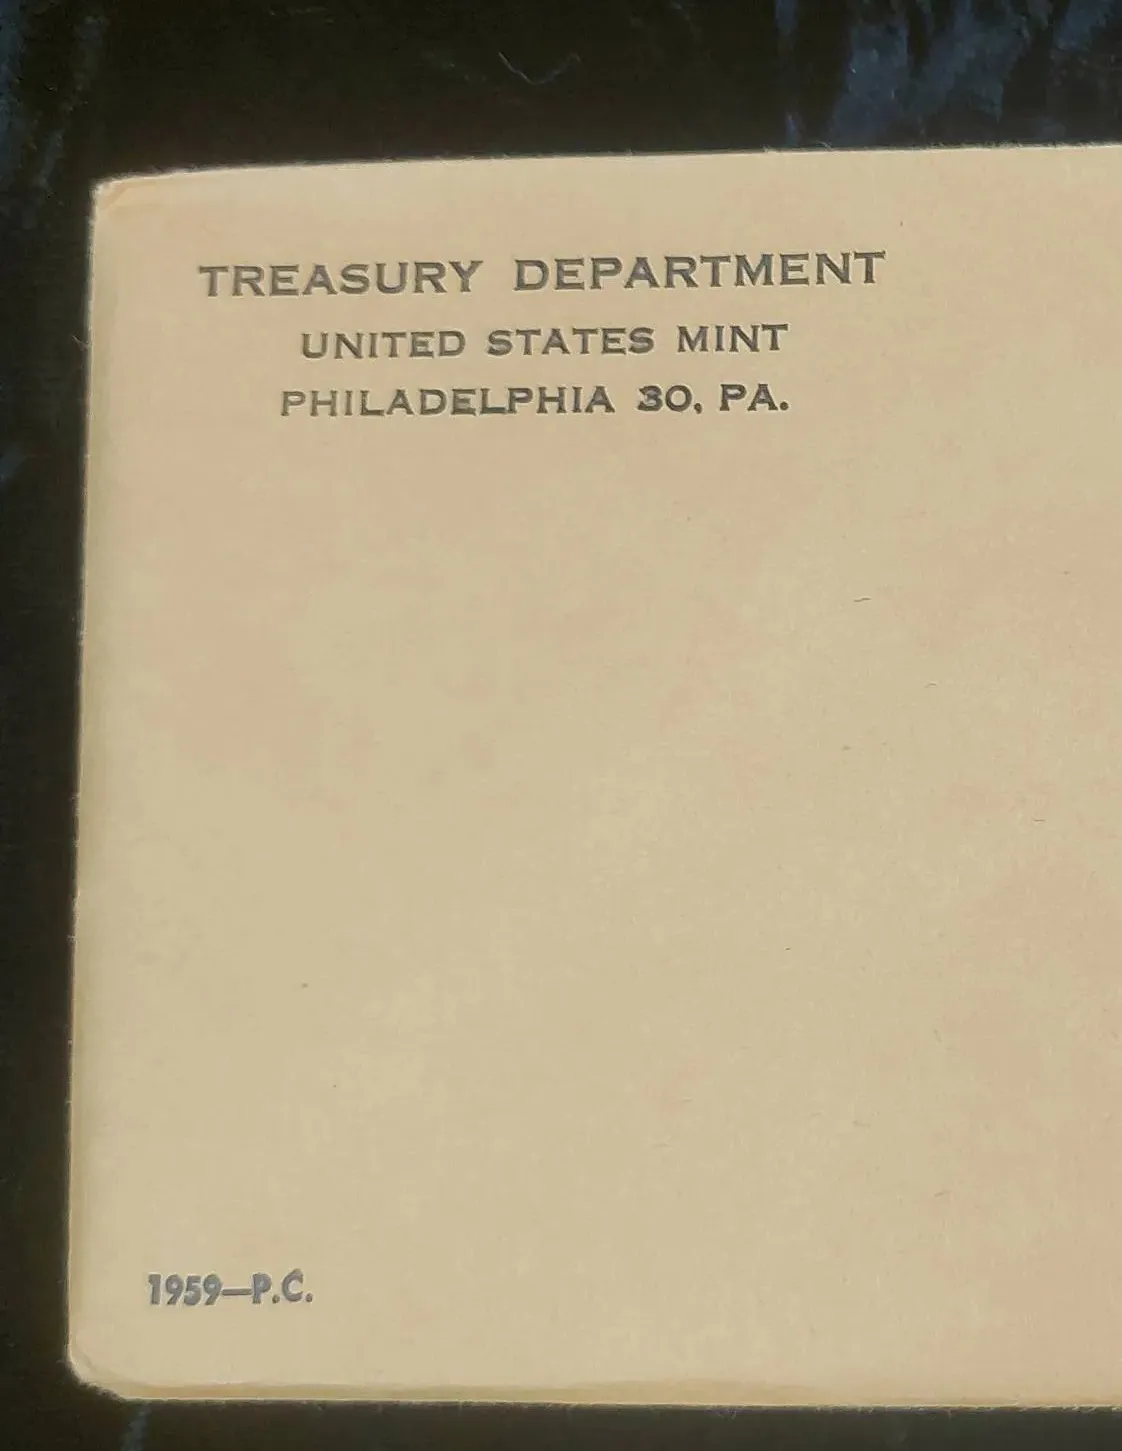 TREASURY DEPARTMENT
UNITED STATES MINT
PHILADELPHIA 30, PA.
1959—P.C.